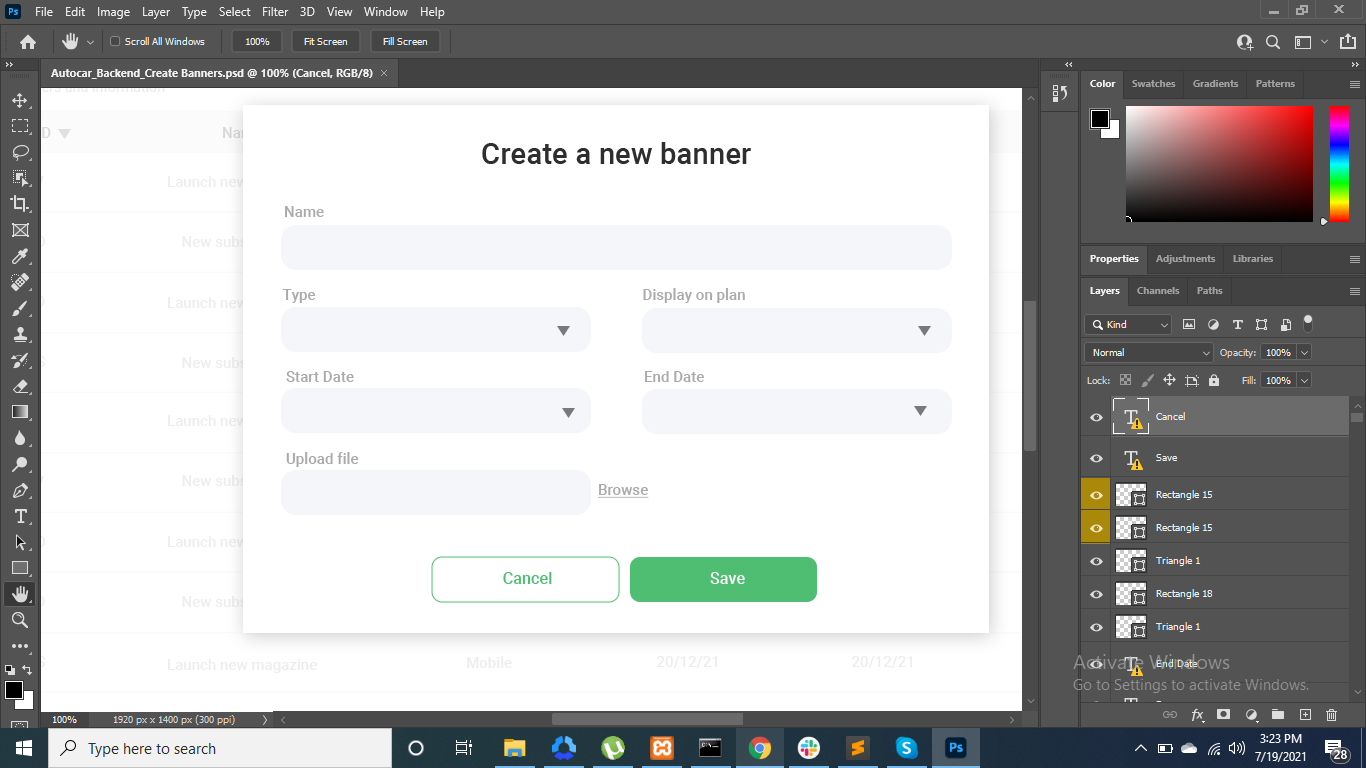 Ps File Edit Image Layer Type Select Filter 3D View Window Help
Scroll All Windows 100% Fit Screen Fill Screen
Autocar_Backend_Create Banners.psd @ 100% (Cancel, RGB/8) ×
Color Swatches Gradients Patterns
Create a new banner
Name
Type Display on plan
Start Date End Date
Upload file
Browse
Cancel Save
Launch new
New subs
Launch new
New subs
Launch new
New subs
Launch new
New subs
Launch new magazine Mobile 20/12/21 20/12/21
Properties Adjustments Libraries
Layers Channels Paths
Kind
Normal Opacity: 100%
Lock: Fill: 100%
Cancel
Save
Rectangle 15
Rectangle 15
Triangle 1
Rectangle 18
Triangle 1
End Date
Activate Windows
Go to Settings to activate Windows.
100% 1920 px x 1400 px (300 ppi)
Type here to search
3:23 PM
7/19/2021
28